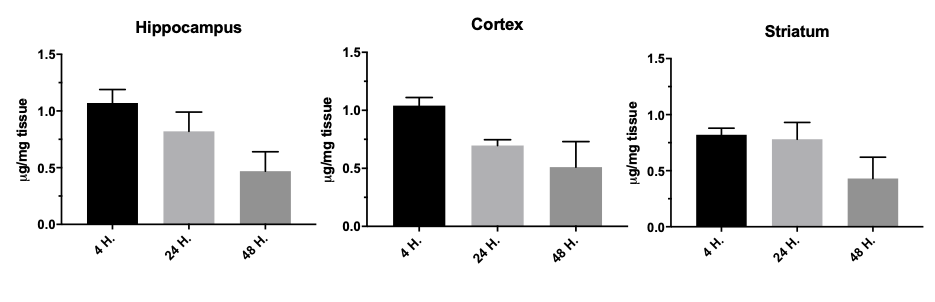 Hippocampus
μg/mg tissue
1.5
1.0
0.5
0.0
4 H.
24 H.
48 H.
Cortex
μg/mg tissue
1.5
1.0
0.5
0.0
4 H.
24 H.
48 H.
Striatum
μg/mg tissue
1.5
1.0
0.5
0.0
4 H.
24 H.
48 H.